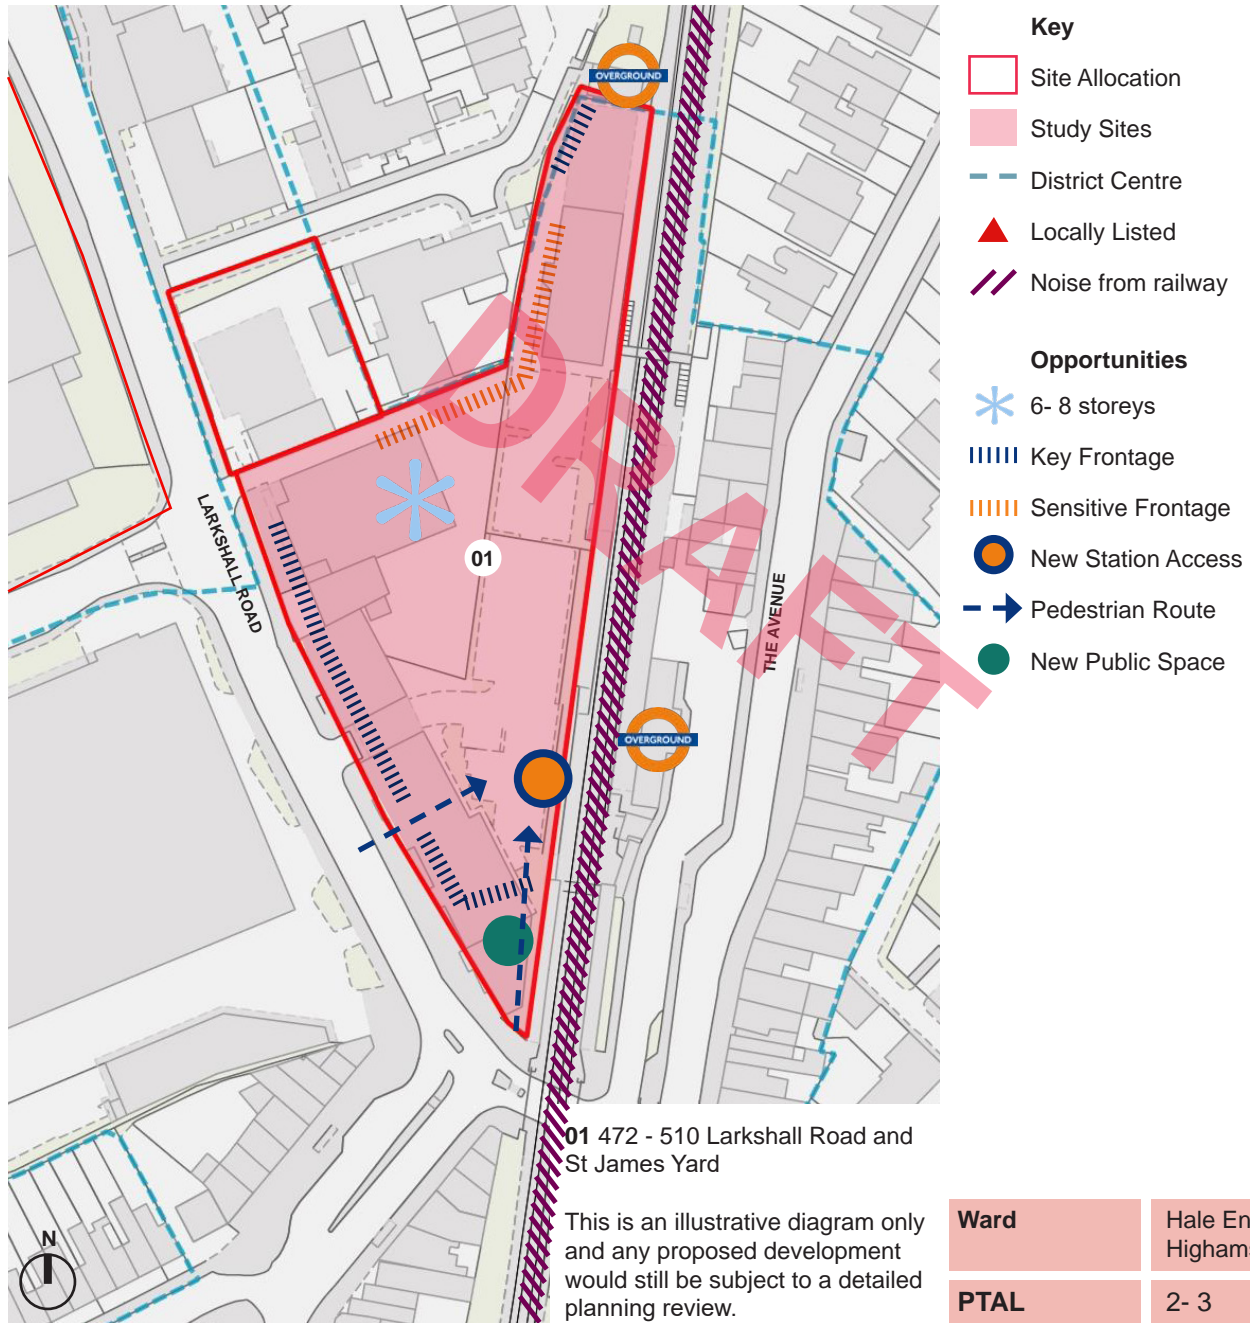 OVERGROUND
LARKSHALL ROAD
01
THE AVENUE
OVERGROUND
DRAFT
N
Key
Site Allocation
Study Sites
District Centre
Locally Listed
Noise from railway
Opportunities
6- 8 storeys
Key Frontage
Sensitive Frontage
New Station Access
Pedestrian Route
New Public Space
01 472 - 510 Larkshall Road and
St James Yard
This is an illustrative diagram only
and any proposed development
would still be subject to a detailed
planning review.
Ward
Hale En
Highams
PTAL
2- 3